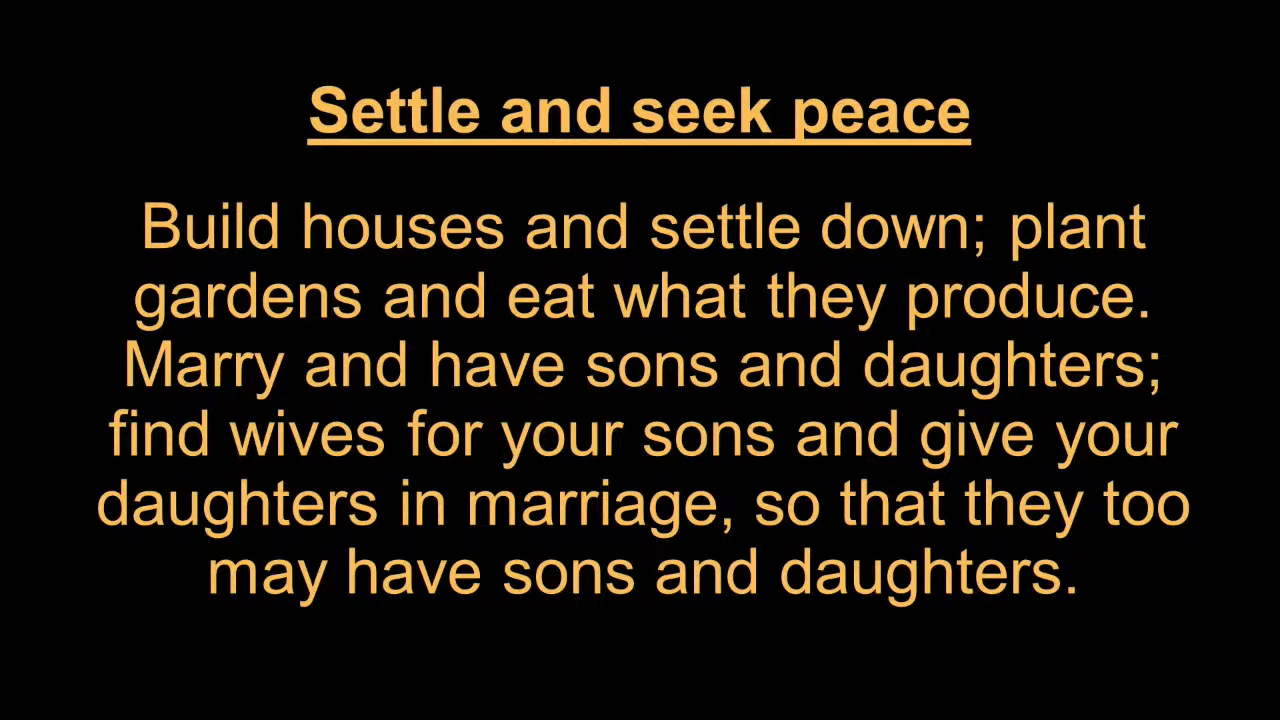 Settle and seek peace
Build houses and settle down; plant
gardens and eat what they produce.
Marry and have sons and daughters;
find wives for your sons and give your
daughters in marriage, so that they too
may have sons and daughters.